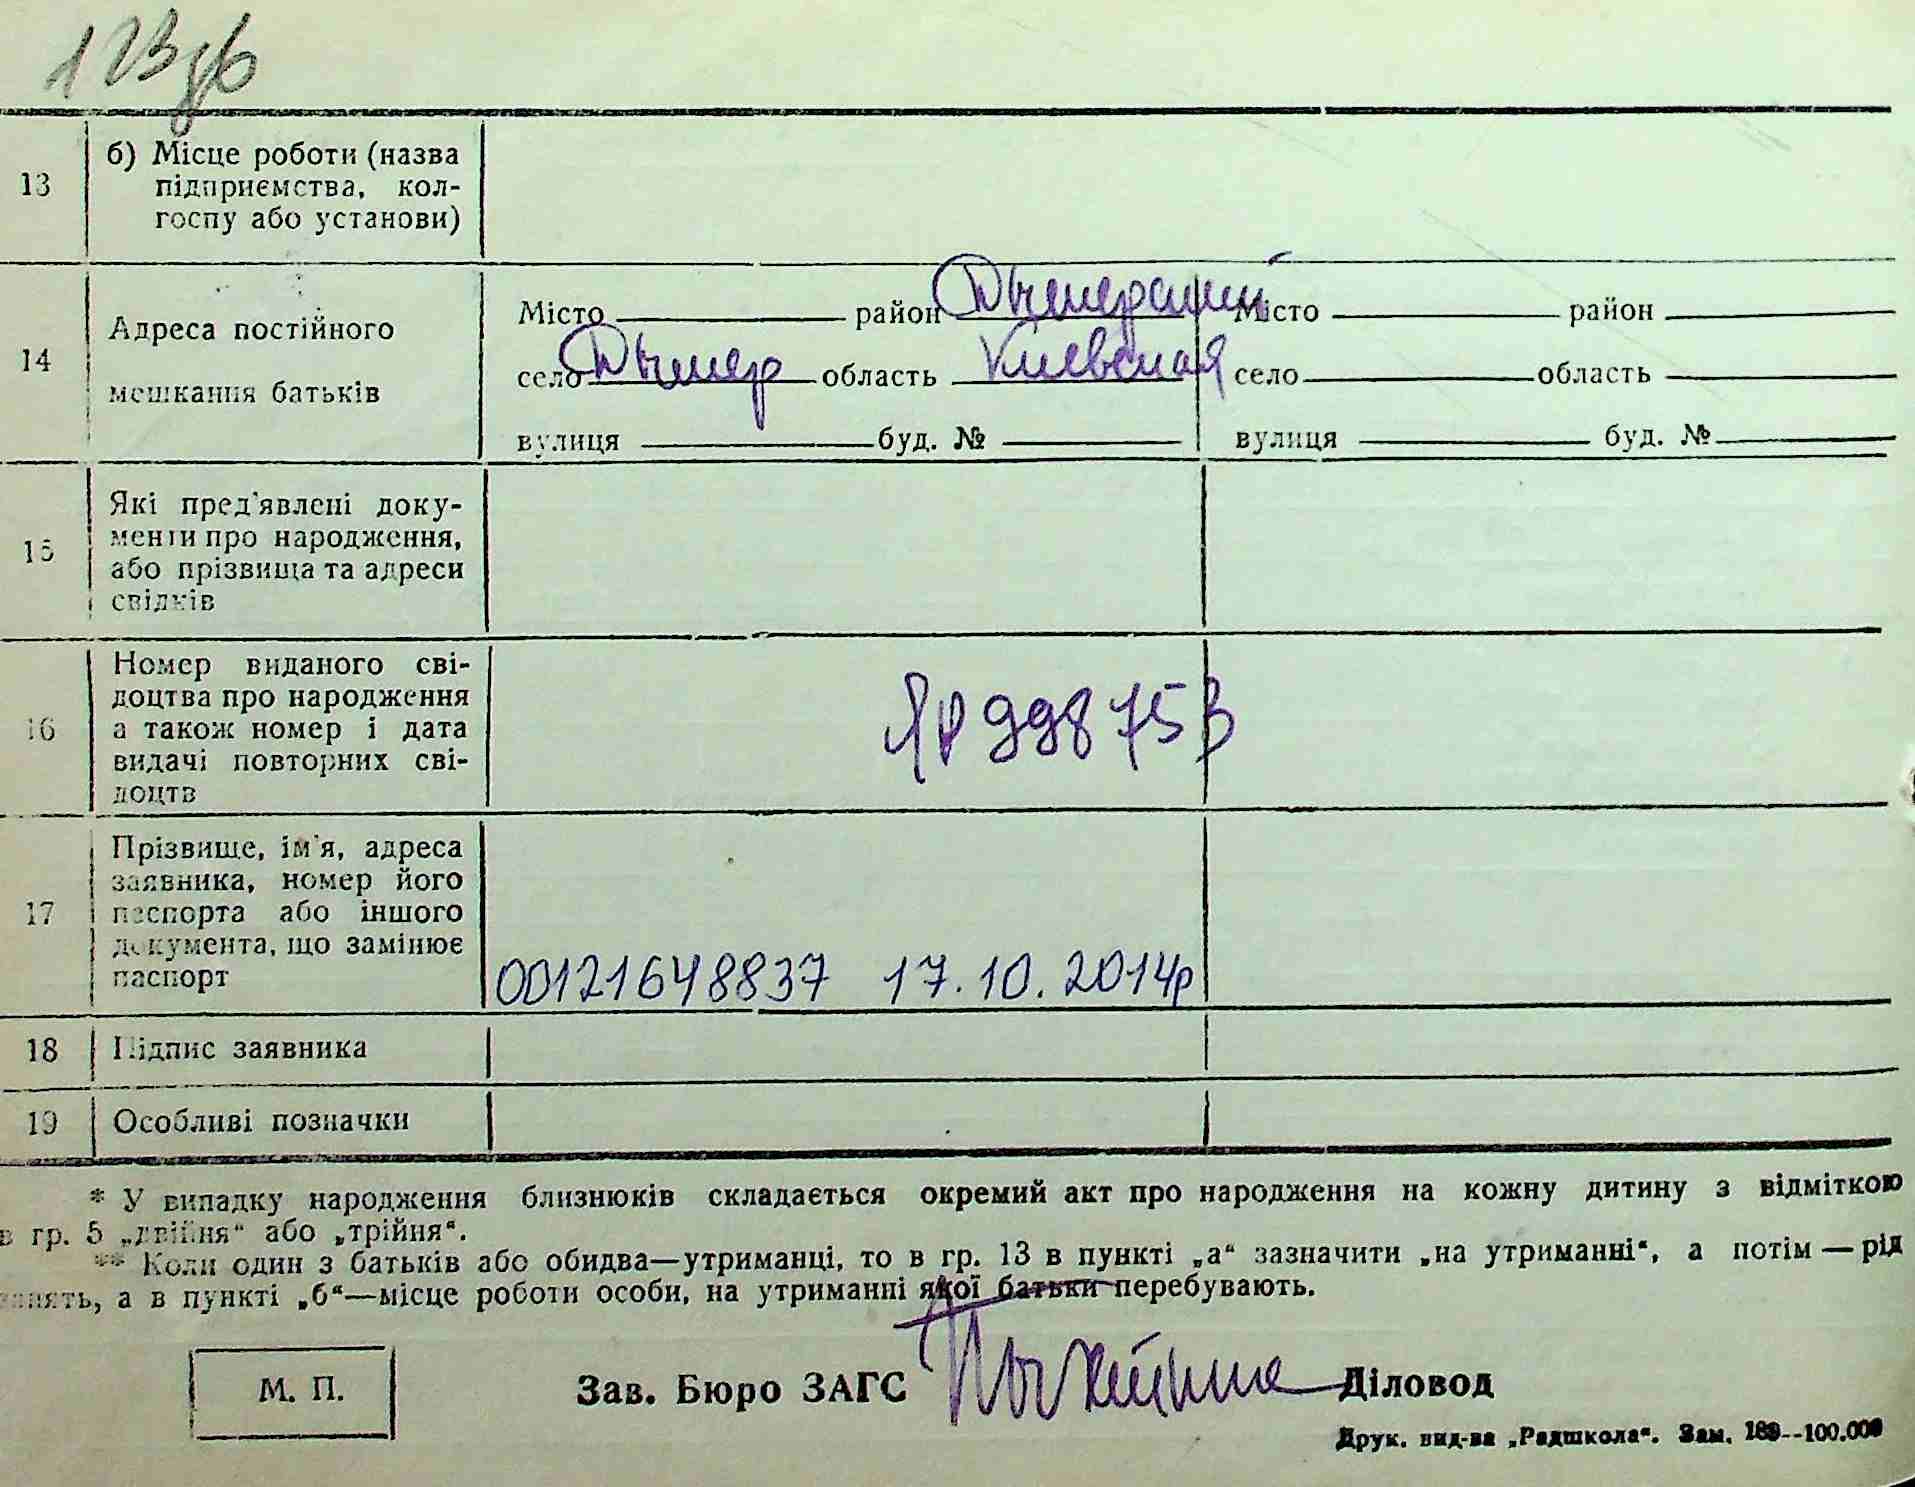 13 б) Місце роботи (назва
підприємства, кол-
госпу або установи)
14 Адреса постійного
мешкання батьків
Місто район Дымерский Місто район
село Дымер область Киевская село область
вулиця буд. № вулиця буд. №
15 Які пред'явлені доку-
менти про народження,
або прізвища та адреси
свідків
16 Номер виданого сві-
доцтва про народження
а також номер і дата
видачі повторних сві-
доцтв
ЯР 998753
17 Прізвище, ім'я, адреса
заявника, номер його
паспорта або іншого
документа, що замінює
паспорт
00121648837 17.10.2014р
18 Підпис заявника
19 Особливі позначки
* У випадку народження близнюків складається окремий акт про народження на кожну дитину з відміткою
в гр. 5 „двійня“ або „трійня“.
** Коли один з батьків або обидва—утриманці, то в гр. 13 в пункті „а“ зазначити „на утриманні“, а потім — рід
занять, а в пункті „б“—місце роботи особи, на утриманні якої батьки перебувають.
М. П. Зав. Бюро ЗАГС Діловод
Друк. вид-ва „Радшкола“. Зам. 189--100.000